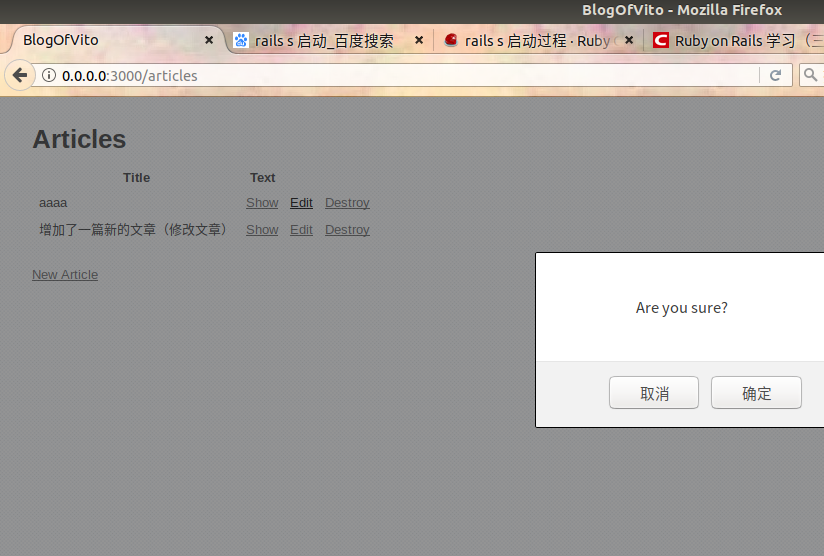 BlogOfVito - Mozilla Firefox
BlogOfVito rails s 启动_百度搜索 rails s 启动过程 · Ruby Ruby on Rails 学习（三
0.0.0.0:3000/articles
Articles
Title Text
aaaa Show Edit Destroy
增加了一篇新的文章（修改文章） Show Edit Destroy
New Article
Are you sure?
取消 确定